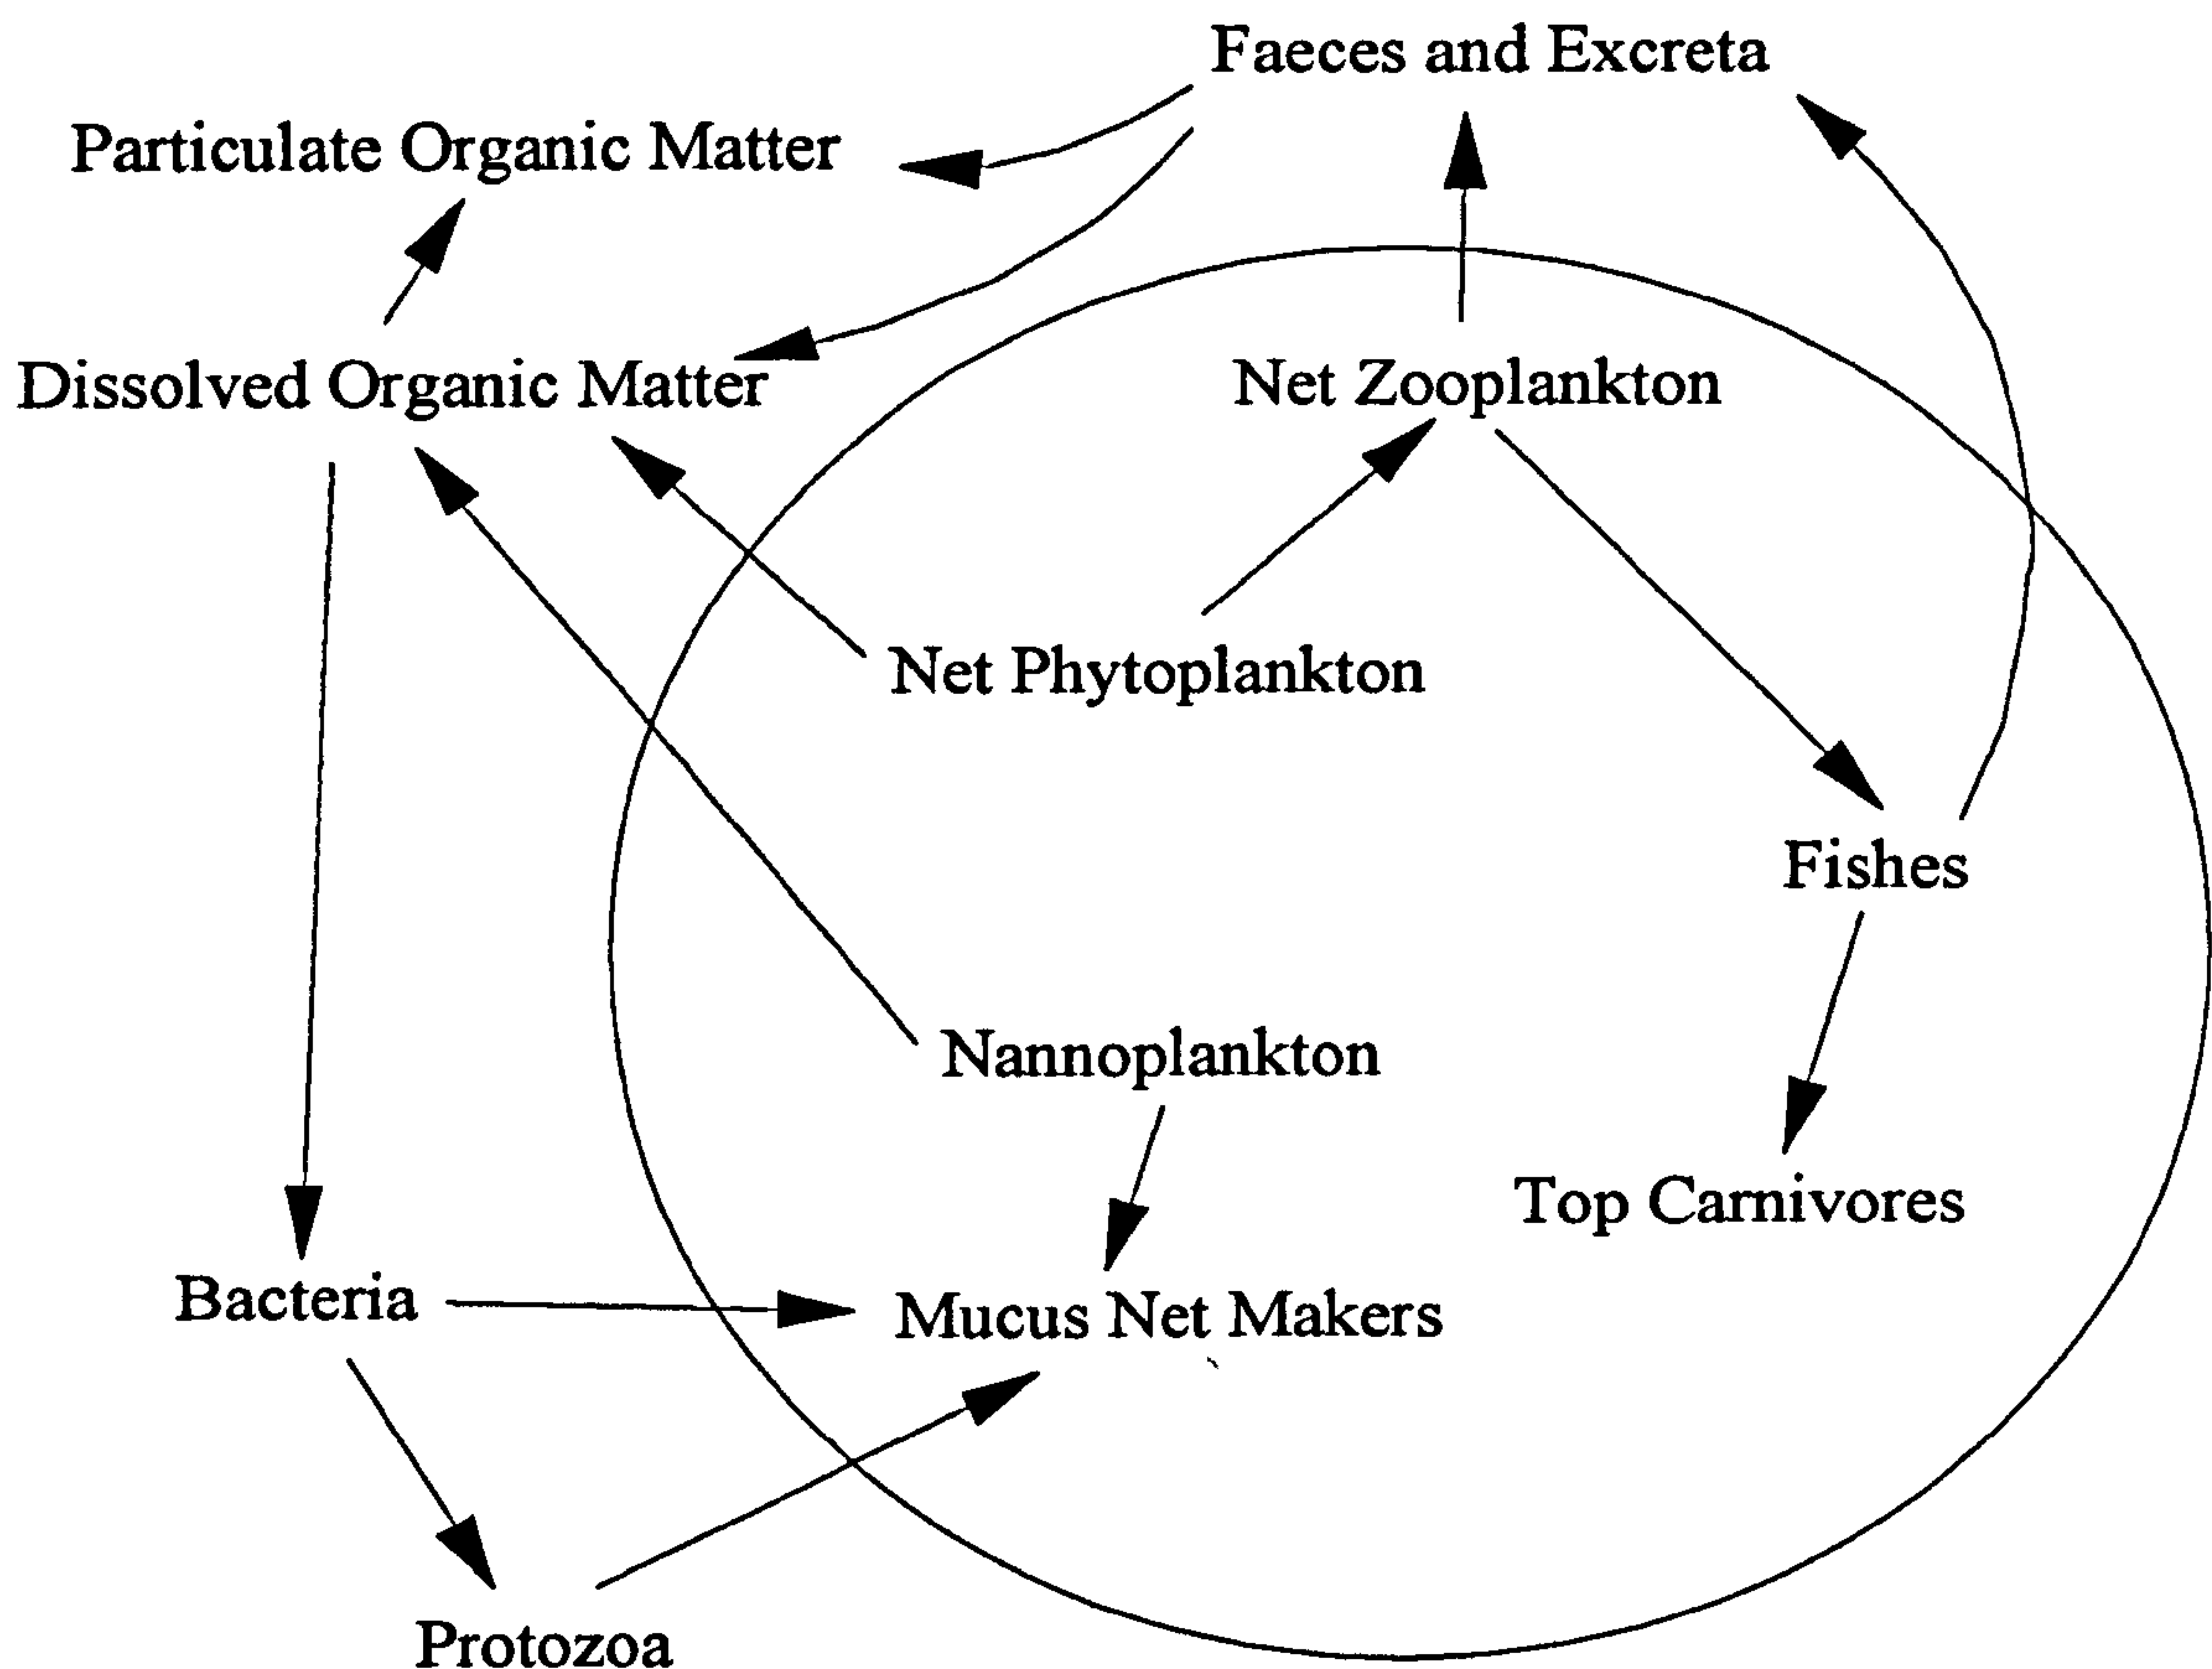 Faeces and Excreta
Particulate Organic Matter
Dissolved Organic Matter
Net Zooplankton
Net Phytoplankton
Fishes
Nannoplankton
Top Carnivores
Bacteria
Mucus Net Makers
Protozoa